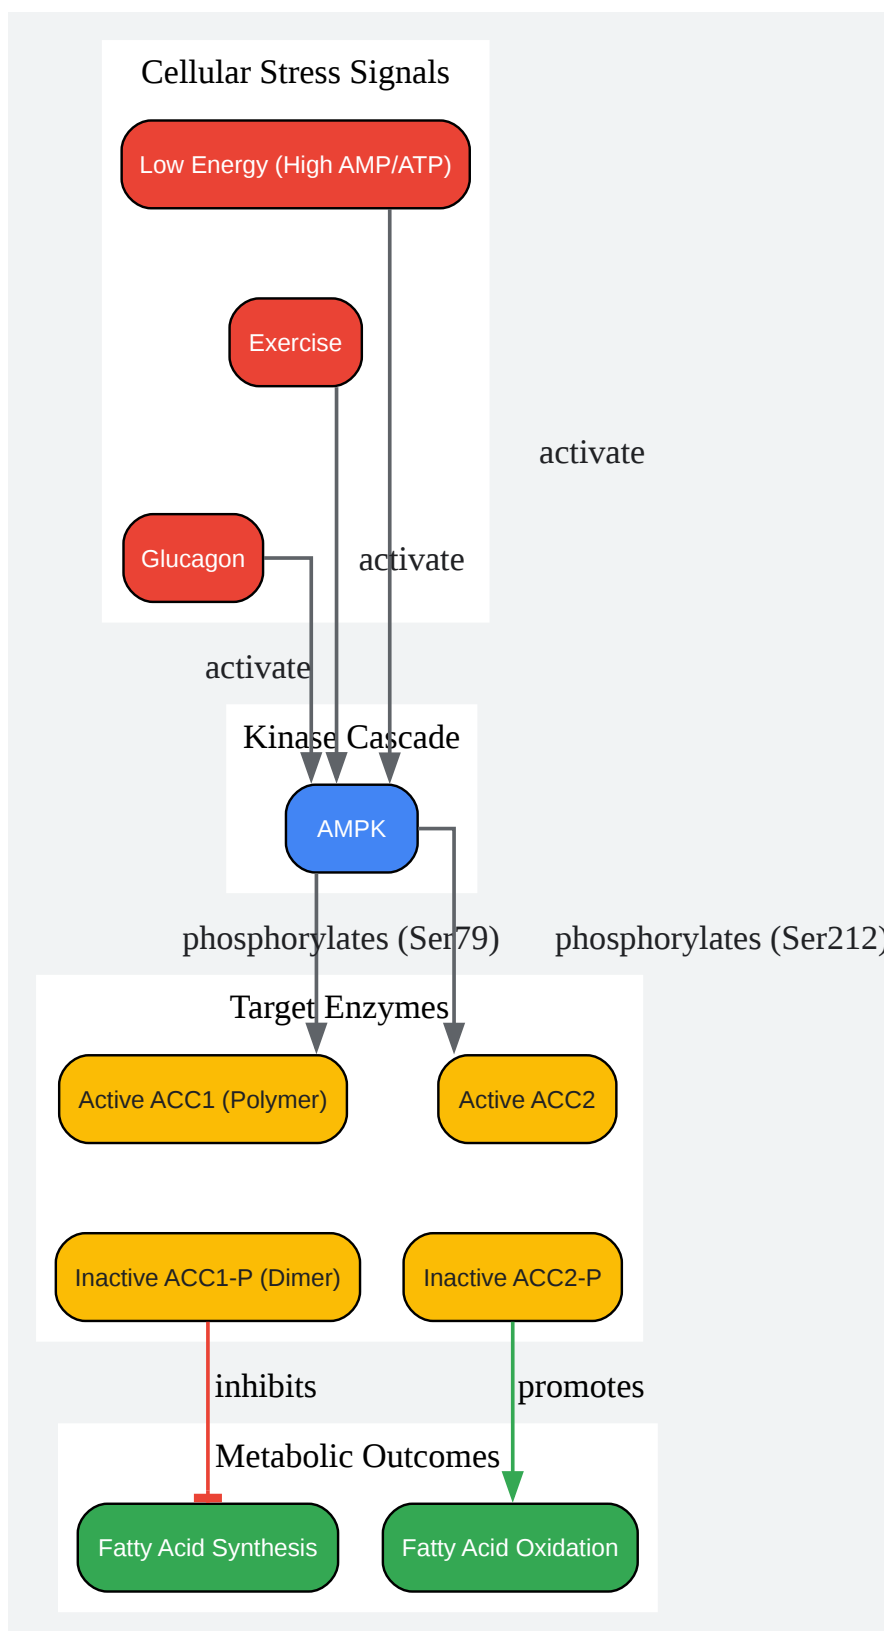 Cellular Stress Signals
Low Energy (High AMP/ATP)
Exercise
activate
Glucagon
activate
activate
Kinase Cascade
AMPK
phosphorylates (Ser79)
phosphorylates (Ser212)
Target Enzymes
Active ACC1 (Polymer)
Active ACC2
Inactive ACC1-P (Dimer)
Inactive ACC2-P
inhibits
promotes
Metabolic Outcomes
Fatty Acid Synthesis
Fatty Acid Oxidation